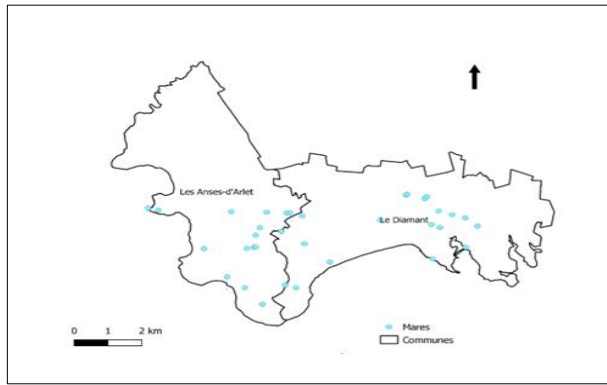 Les Anses-d'Arlet
Le Diamant
0 1 2 km
Mares
Communes